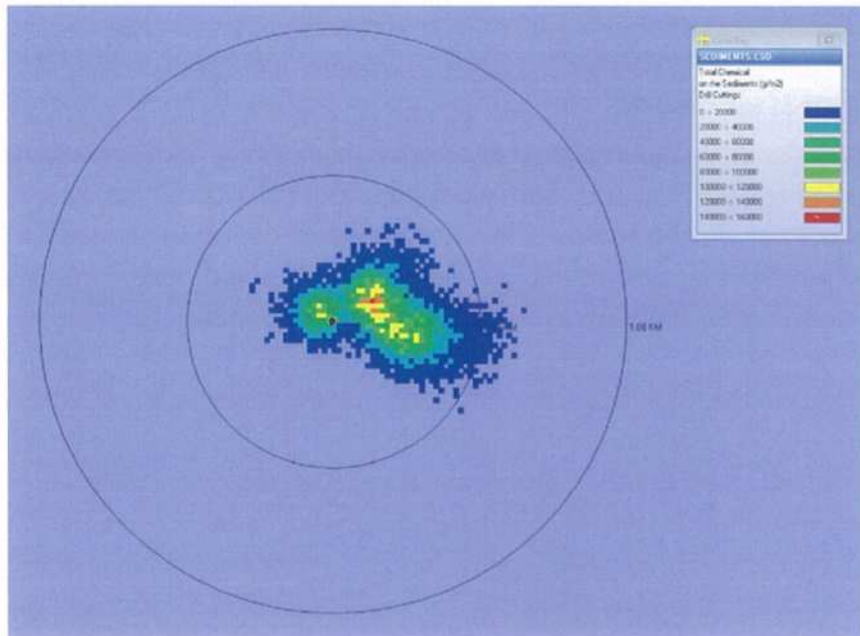 SEDIMENTS.CSD
Total Chemical
on the Sediments (g/m2)
Drill Cuttings
0 > 20000
20000 > 40000
40000 > 60000
60000 > 80000
80000 > 100000
100000 > 120000
120000 > 140000
140000 > 160000
1.00 KM